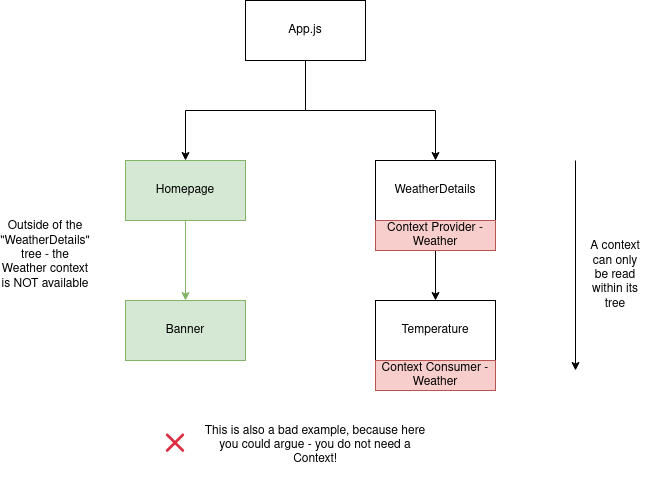 App.js
Homepage
WeatherDetails
Context Provider -
Weather
Outside of the
"WeatherDetails"
tree - the
Weather context
is NOT available
A context
can only
be read
within its
tree
Banner
Temperature
Context Consumer -
Weather
This is also a bad example, because here
you could argue - you do not need a
Context!